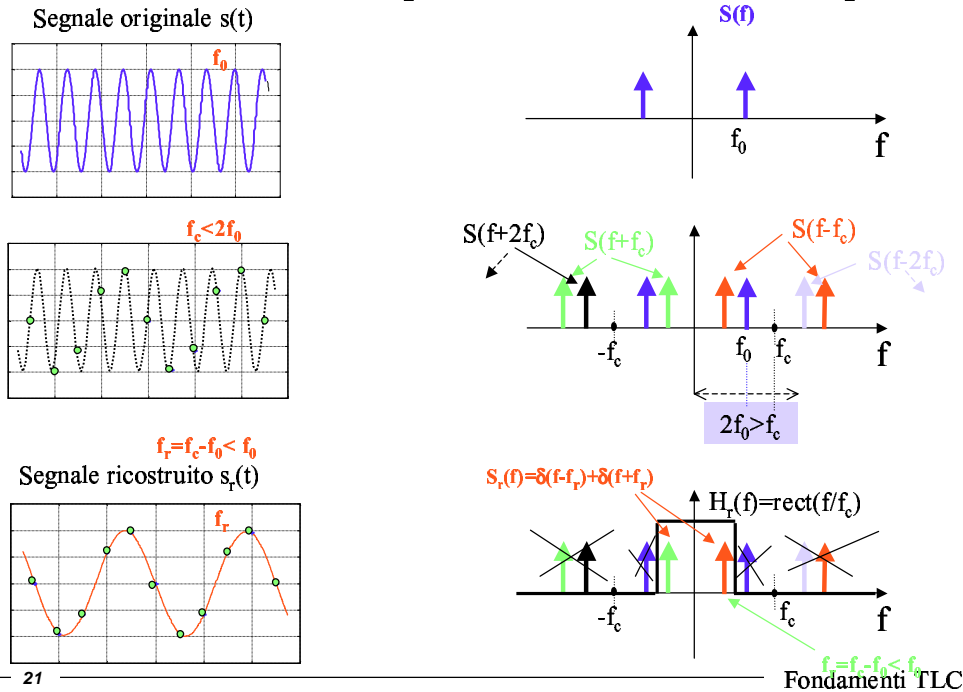 Segnale originale s(t)
f0
S(f)
f0
f
fc<2f0
S(f+2fc)
S(f+fc)
S(f-fc)
S(f-2fc)
-fc
f0
fc
f
2f0>fc
fr=fc-f0< f0
Segnale ricostruito sr(t)
fr
Sr(f)=δ(f-fr)+δ(f+fr)
Hr(f)=rect(f/fc)
-fc
fc
f
fr=fc-f0< f0
21
Fondamenti TLC